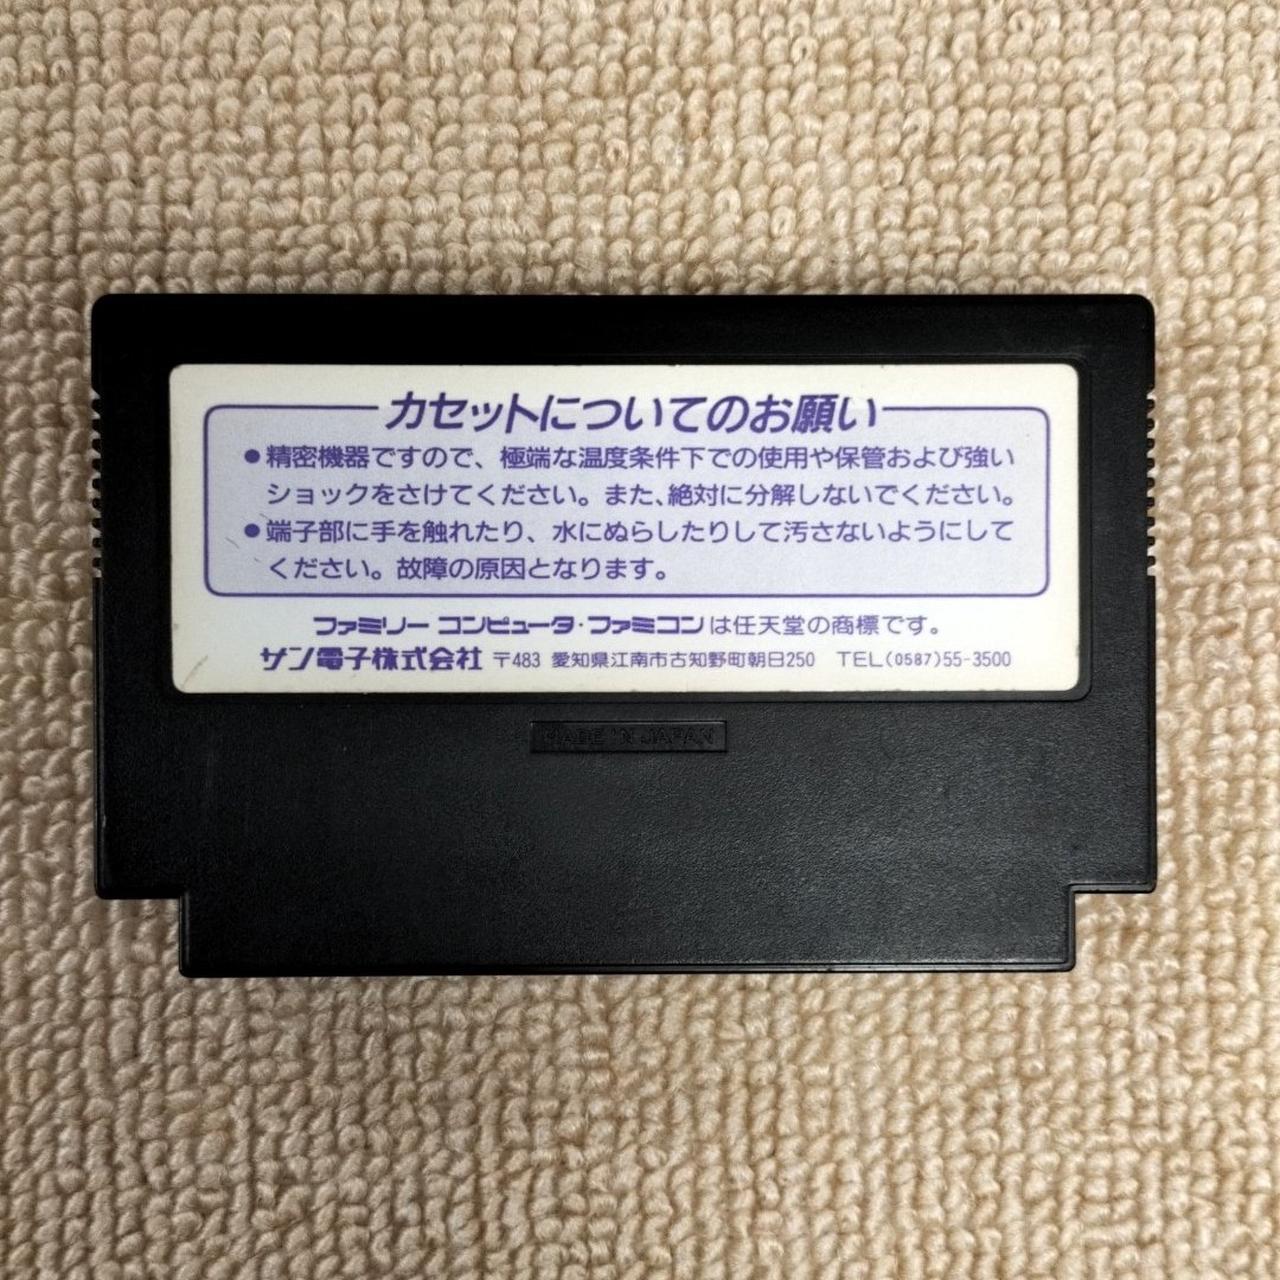 カセットについてのお願い
●精密機器ですので、極端な温度条件下での使用や保管および強い
ショックをさけてください。また、絶対に分解しないでください。
●端子部に手を触れたり、水にぬらしたりして汚さないようにして
ください。故障の原因となります。
ファミリー コンピュータ・ファミコンは任天堂の商標です。
サン電子株式会社 〒483 愛知県江南市古知野町朝日250 TEL(0587)55-3500
MADE IN JAPAN